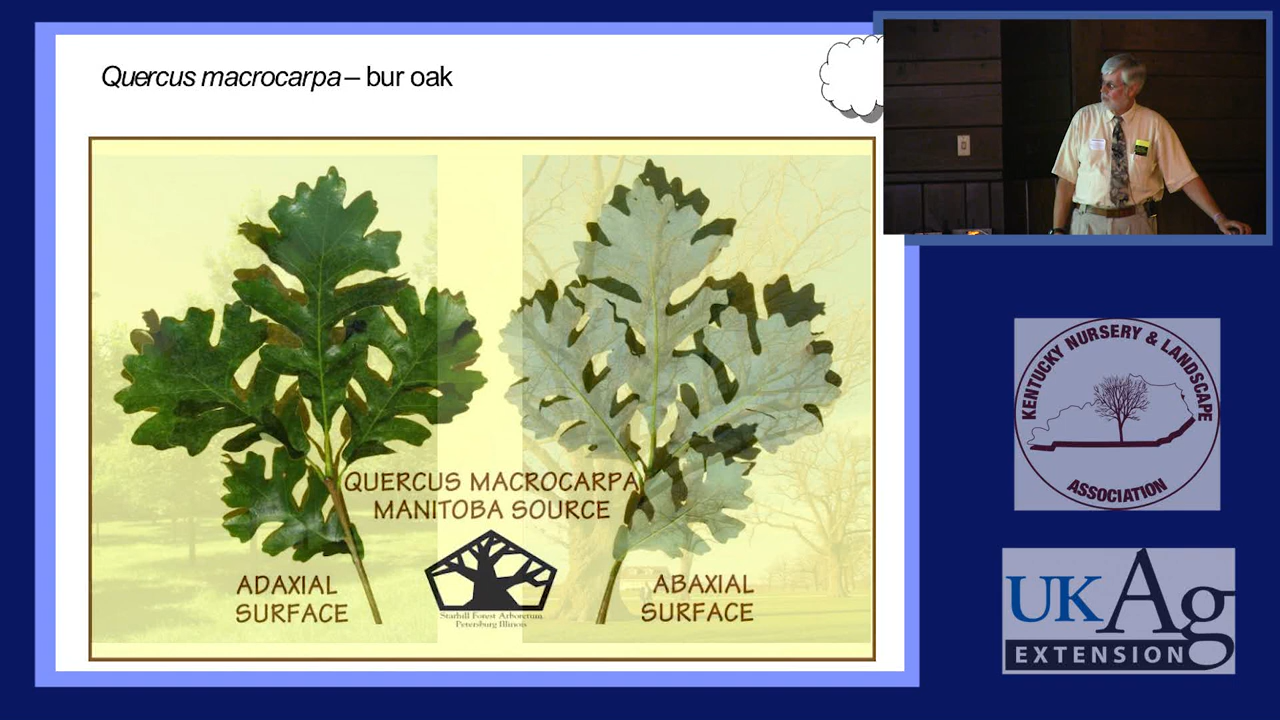 Quercus macrocarpa – bur oak
QUERCUS MACROCARPA
MANITOBA SOURCE
ADAXIAL
SURFACE
ABAXIAL
SURFACE
Starhill Forest Arboretum
Petersburg Illinois
KENTUCKY NURSERY & LANDSCAPE
ASSOCIATION
UKAg
EXTENSION